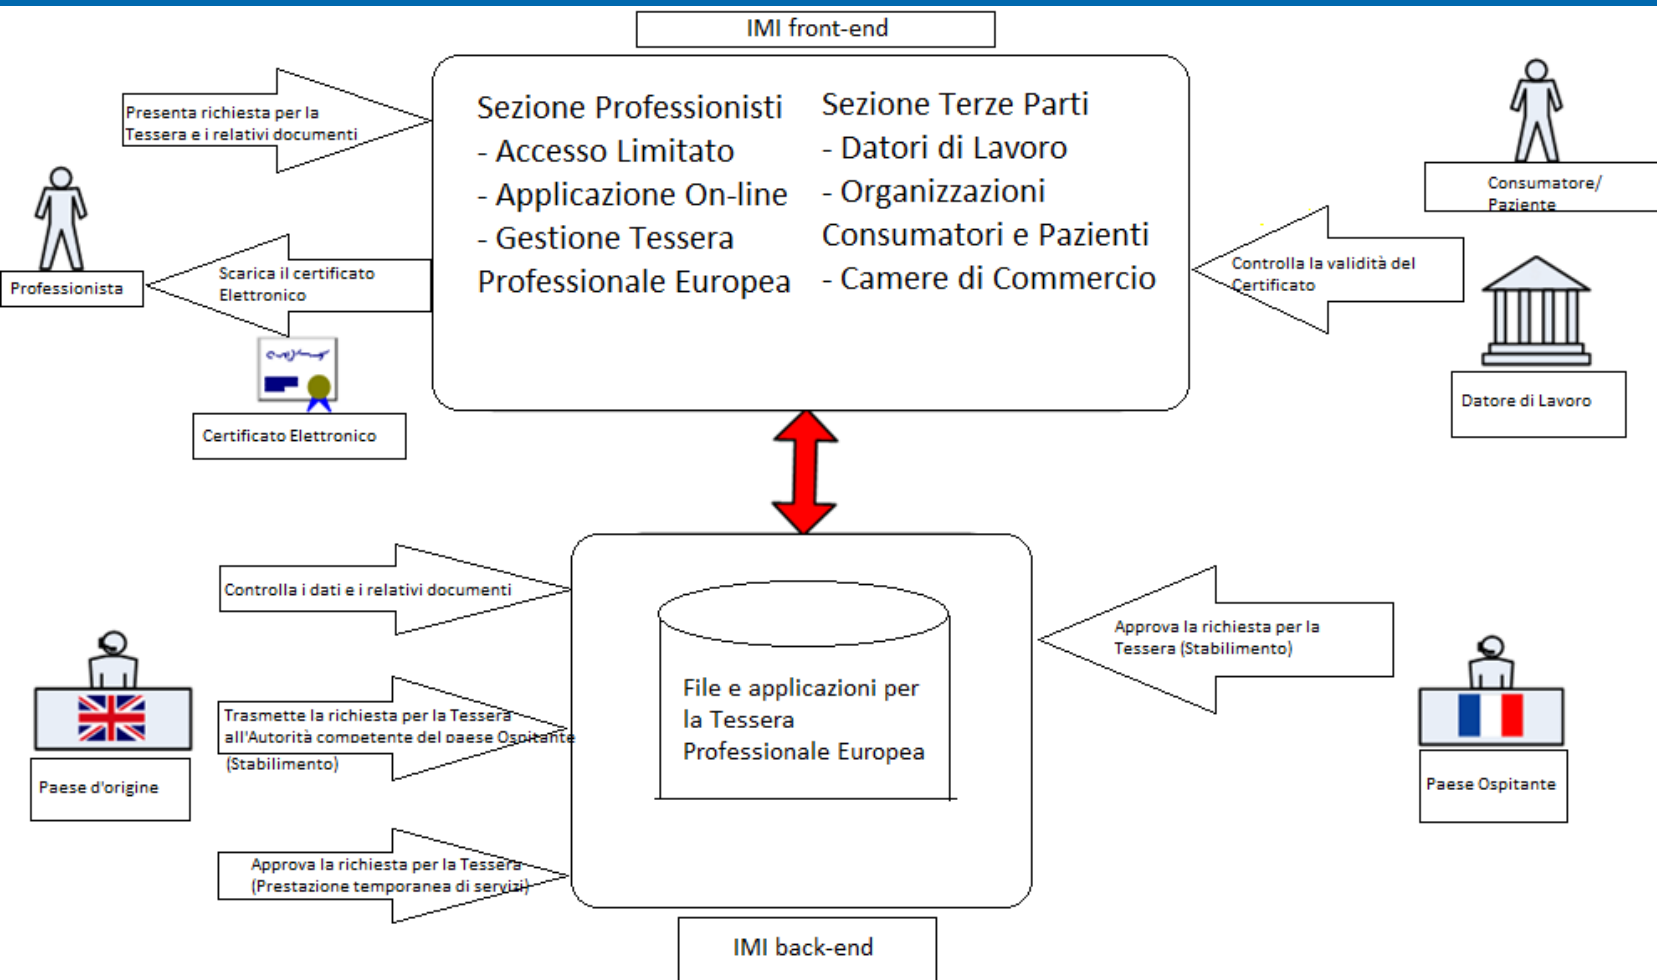 IMI front-end
Presenta richiesta per la
Tessera e i relativi documenti
Sezione Professionisti
- Accesso Limitato
- Applicazione On-line
- Gestione Tessera
Professionale Europea
Sezione Terze Parti
- Datori di Lavoro
- Organizzazioni
Consumatori e Pazienti
- Camere di Commercio
Consumatore/
Paziente
Professionista
Scarica il certificato
Elettronico
Controlla la validità del
Certificato
Certificato Elettronico
Datore di Lavoro
Controlla i dati e i relativi documenti
Trasmette la richiesta per la Tessera
all'Autorità competente del paese Ospitante
(Stabilimento)
Paese d'origine
Approva la richiesta per la Tessera
(Prestazione temporanea di servizi)
File e applicazioni per
la Tessera
Professionale Europea
Approva la richiesta per la
Tessera (Stabilimento)
Paese Ospitante
IMI back-end